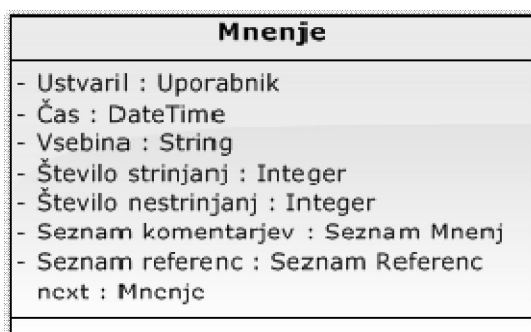 Mnenje
- Ustvaril : Uporabnik
- Čas : DateTime
- Vsebina : String
- Število strinjanj : Integer
- Število nestrinjanj : Integer
- Seznam komentarjev : Seznam Mnenj
- Seznam referenc : Seznam Referenc
next : Mnenje